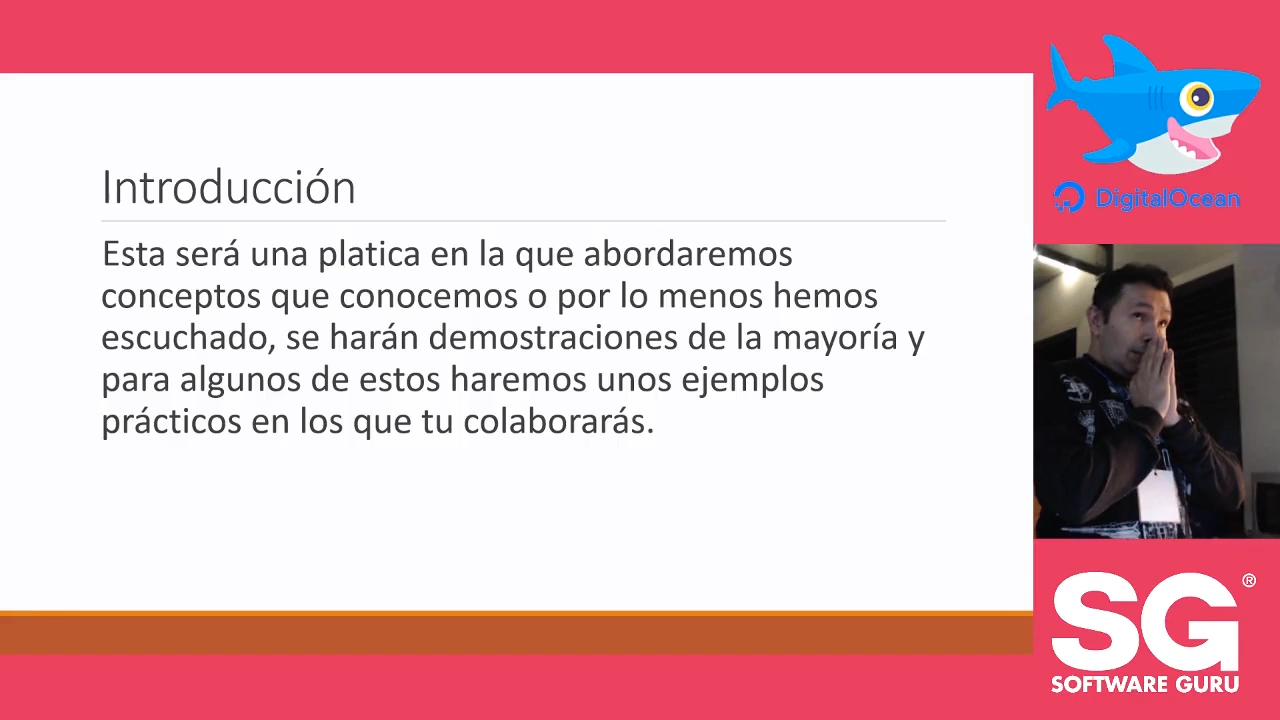 Introducción
Esta será una platica en la que abordaremos
conceptos que conocemos o por lo menos hemos
escuchado, se harán demostraciones de la mayoría y
para algunos de estos haremos unos ejemplos
prácticos en los que tu colaborarás.
DigitalOcean
SG®
SOFTWARE GURU